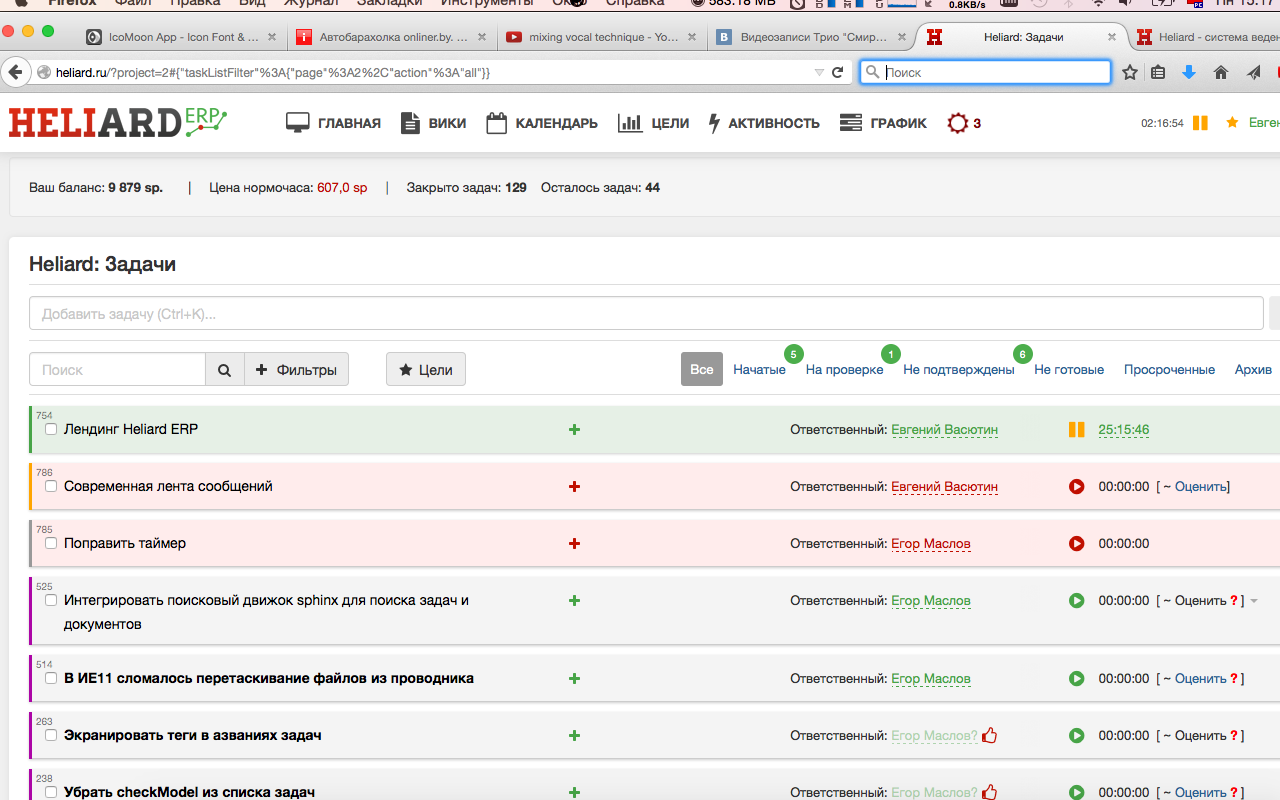 Firefox Файл Правка Вид Журнал Закладки Инструменты Окно Справка 583.18 MB 0.8KB/s Пн 15:17
IcoMoon App - Icon Font & ... Автобарахолка onliner.by. ... mixing vocal technique - Yo... Видеозаписи Трио "Смир... Heliard: Задачи Heliard - система веден
heliard.ru/?project=2#{"taskListFilter"%3A{"page"%3A2%2C"action"%3A"all"}} Поиск
HELIARD ERP ГЛАВНАЯ ВИКИ КАЛЕНДАРЬ ЦЕЛИ АКТИВНОСТЬ ГРАФИК 3 02:16:54 Евген
Ваш баланс: 9 879 sp. | Цена нормочаса: 607,0 sp | Закрыто задач: 129 Осталось задач: 44
Heliard: Задачи
Добавить задачу (Ctrl+K)...
Поиск Фильтры Цели Все Начатые 5 На проверке 1 Не подтверждены 6 Не готовые Просроченные Архив
754
Лендинг Heliard ERP Ответственный: Евгений Васютин 25:15:46
786
Современная лента сообщений Ответственный: Евгений Васютин 00:00:00 [ ~ Оценить]
785
Поправить таймер Ответственный: Егор Маслов 00:00:00
525
Интегрировать поисковый движок sphinx для поиска задач и Ответственный: Егор Маслов 00:00:00 [ ~ Оценить ? ]
документов
514
В ИЕ11 сломалось перетаскивание файлов из проводника Ответственный: Егор Маслов 00:00:00 [ ~ Оценить ? ]
263
Экранировать теги в азваниях задач Ответственный: Егор Маслов? 00:00:00 [ ~ Оценить ? ]
238
Убрать checkModel из списка задач Ответственный: Егор Маслов? 00:00:00 [ ~ Оценить ? ]